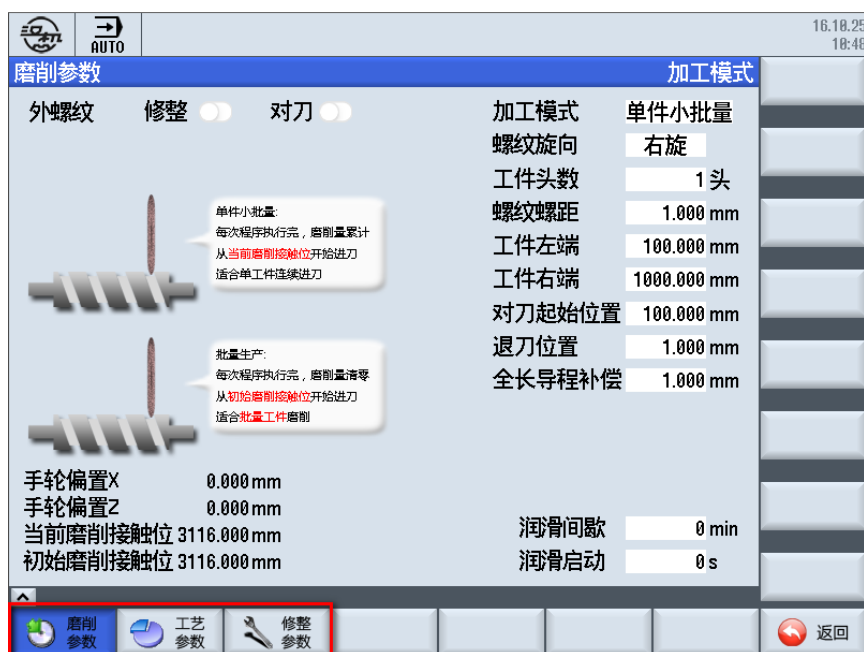 汉机
AUTO
16.10.25
10:48
磨削参数
加工模式
外螺纹
修整
对刀
加工模式 单件小批量
螺纹旋向 右旋
工件头数 1 头
螺纹螺距 1.000 mm
工件左端 100.000 mm
工件右端 1000.000 mm
对刀起始位置 100.000 mm
退刀位置 1.000 mm
全长导程补偿 1.000 mm
单件小批量:
每次程序执行完，磨削量累计
从当前磨削接触位开始进刀
适合单工件连续进刀
批量生产:
每次程序执行完，磨削量清零
从初始磨削接触位开始进刀
适合批量工件磨削
手轮偏置X 0.000 mm
手轮偏置Z 0.000 mm
当前磨削接触位 3116.000 mm
初始磨削接触位 3116.000 mm
润滑间歇 0 min
润滑启动 0 s
磨削
参数
工艺
参数
修整
参数
返回